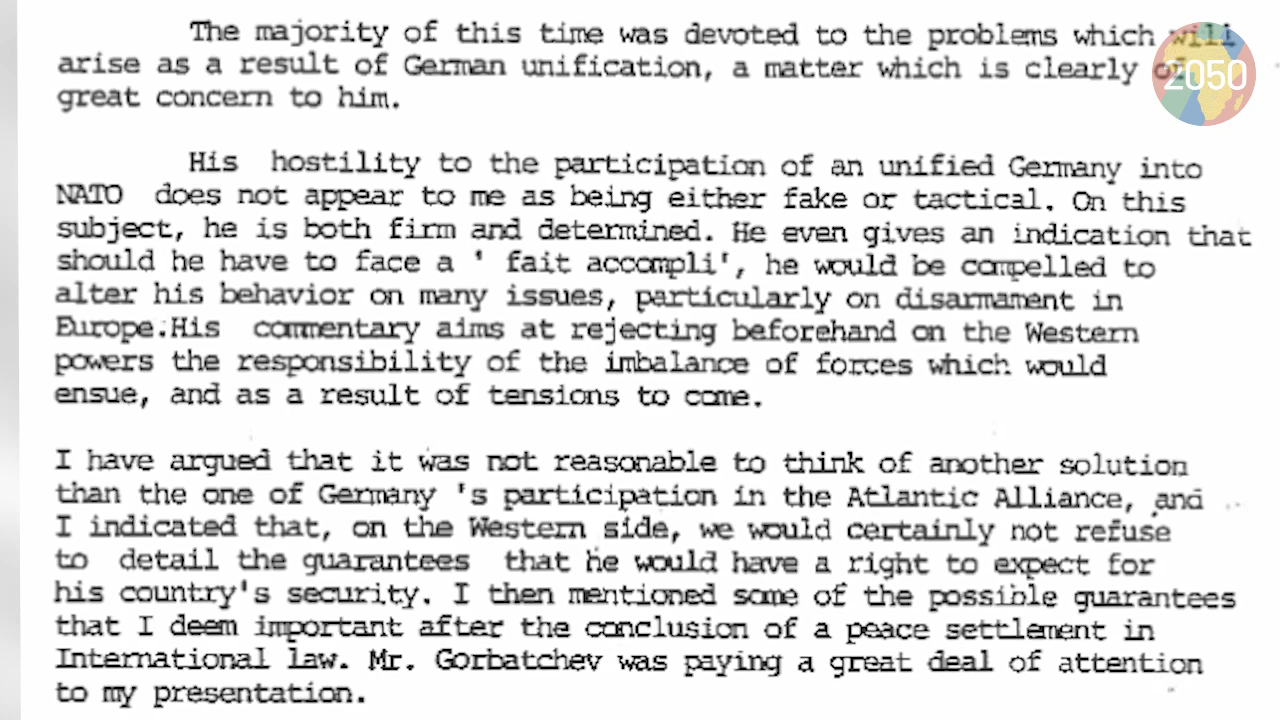 The majority of this time was devoted to the problems which will
arise as a result of German unification, a matter which is clearly of
great concern to him.
2050
His hostility to the participation of an unified Germany into
NATO does not appear to me as being either fake or tactical. On this
subject, he is both firm and determined. He even gives an indication that
should he have to face a ' fait accompli', he would be compelled to
alter his behavior on many issues, particularly on disarmament in
Europe.His commentary aims at rejecting beforehand on the Western
powers the responsibility of the imbalance of forces which would
ensue, and as a result of tensions to come.
I have argued that it was not reasonable to think of another solution
than the one of Germany 's participation in the Atlantic Alliance, and
I indicated that, on the Western side, we would certainly not refuse
to detail the guarantees that he would have a right to expect for
his country's security. I then mentioned some of the possible guarantees
that I deem important after the conclusion of a peace settlement in
International law. Mr. Gorbatchev was paying a great deal of attention
to my presentation.